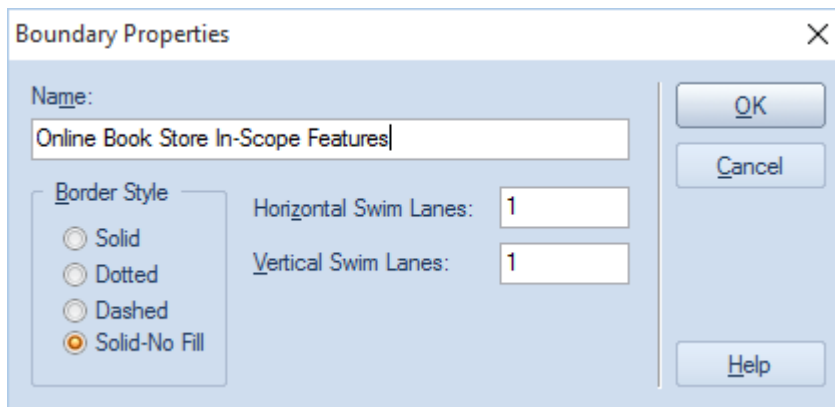 Boundary Properties
Name:
Online Book Store In-Scope Features
Border Style
Solid
Dotted
Dashed
Solid-No Fill
Horizontal Swim Lanes: 1
Vertical Swim Lanes: 1
OK
Cancel
Help